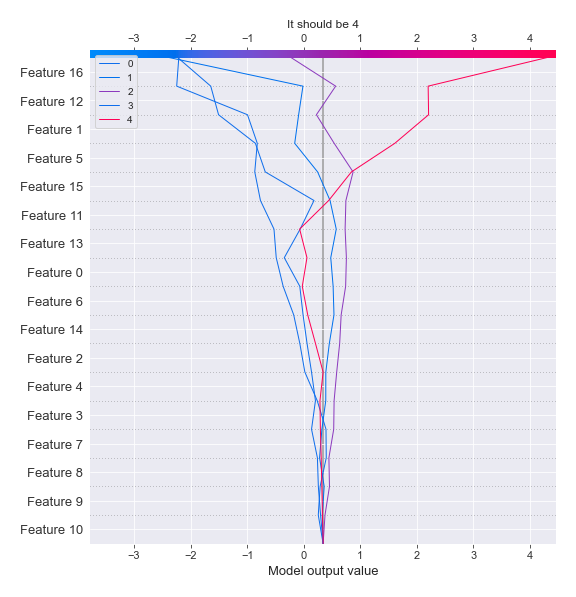 It should be 4
−3 −2 −1 0 1 2 3 4
0
1
2
3
4
Feature 16
Feature 12
Feature 1
Feature 5
Feature 15
Feature 11
Feature 13
Feature 0
Feature 6
Feature 14
Feature 2
Feature 4
Feature 3
Feature 7
Feature 8
Feature 9
Feature 10
−3 −2 −1 0 1 2 3 4
Model output value